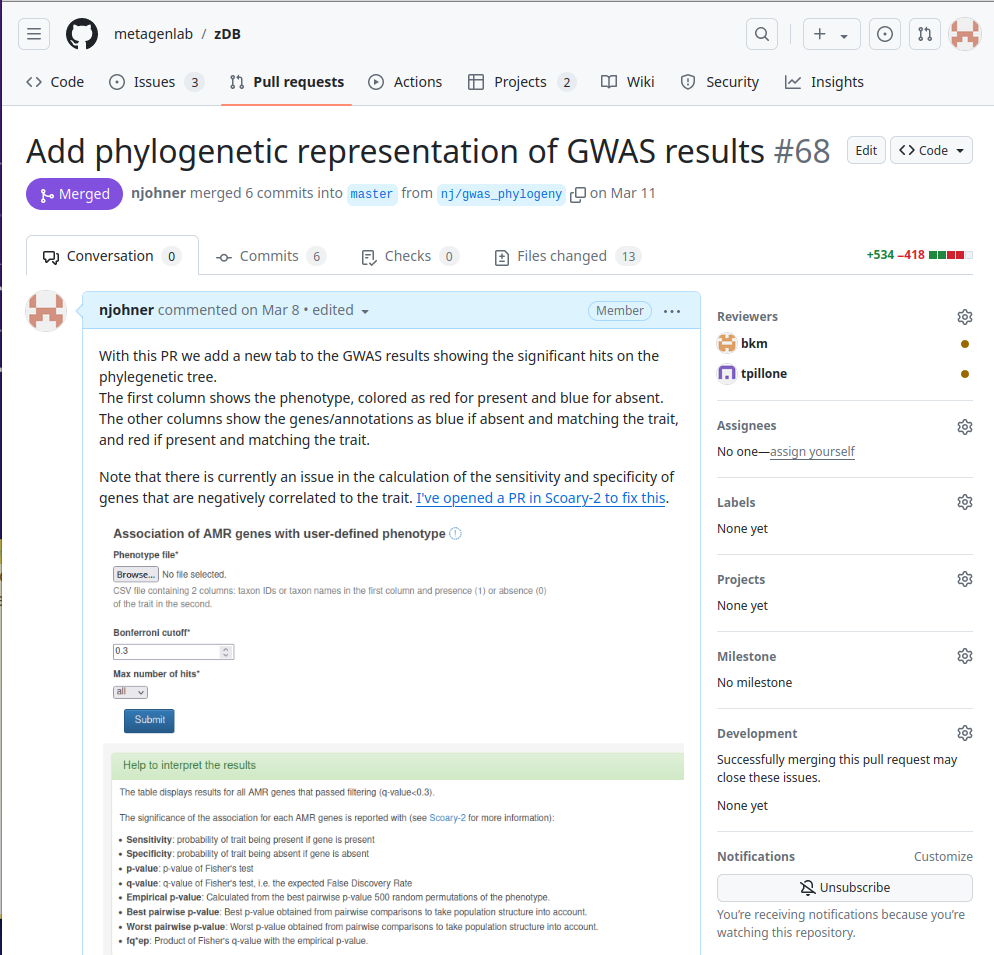 metagenlab / zDB
Code
Issues 3
Pull requests
Actions
Projects 2
Wiki
Security
Insights
Add phylogenetic representation of GWAS results #68
Edit
Code
Merged
njohner merged 6 commits into master from nj/gwas_phylogeny on Mar 11
Conversation 0
Commits 6
Checks 0
Files changed 13
+534 −418
njohner commented on Mar 8 • edited
Member
With this PR we add a new tab to the GWAS results showing the significant hits on the
phylegenetic tree.
The first column shows the phenotype, colored as red for present and blue for absent.
The other columns show the genes/annotations as blue if absent and matching the trait,
and red if present and matching the trait.
Note that there is currently an issue in the calculation of the sensitivity and specificity of
genes that are negatively correlated to the trait. I've opened a PR in Scoary-2 to fix this.
Association of AMR genes with user-defined phenotype
Phenotype file*
Browse... No file selected.
CSV file containing 2 columns: taxon IDs or taxon names in the first column and presence (1) or absence (0)
of the trait in the second.
Bonferroni cutoff*
0.3
Max number of hits*
all
Submit
Help to interpret the results
The table displays results for all AMR genes that passed filtering (q-value<0.3).
The significance of the association for each AMR genes is reported with (see Scoary-2 for more information):
• Sensitivity: probability of trait being present if gene is present
• Specificity: probability of trait being absent if gene is absent
• p-value: p-value of Fisher's test
• q-value: q-value of Fisher's test, i.e. the expected False Discovery Rate
• Empirical p-value: Calculated from the best pairwise p-value 500 random permutations of the phenotype.
• Best pairwise p-value: Best p-value obtained from pairwise comparisons to take population structure into account.
• Worst pairwise p-value: Worst p-value obtained from pairwise comparisons to take population structure into account.
• fq*ep: Product of Fisher's q-value with the empirical p-value.
Reviewers
bkm
tpillone
Assignees
No one—assign yourself
Labels
None yet
Projects
None yet
Milestone
No milestone
Development
Successfully merging this pull request may
close these issues.
None yet
Notifications
Customize
Unsubscribe
You're receiving notifications because you're
watching this repository.